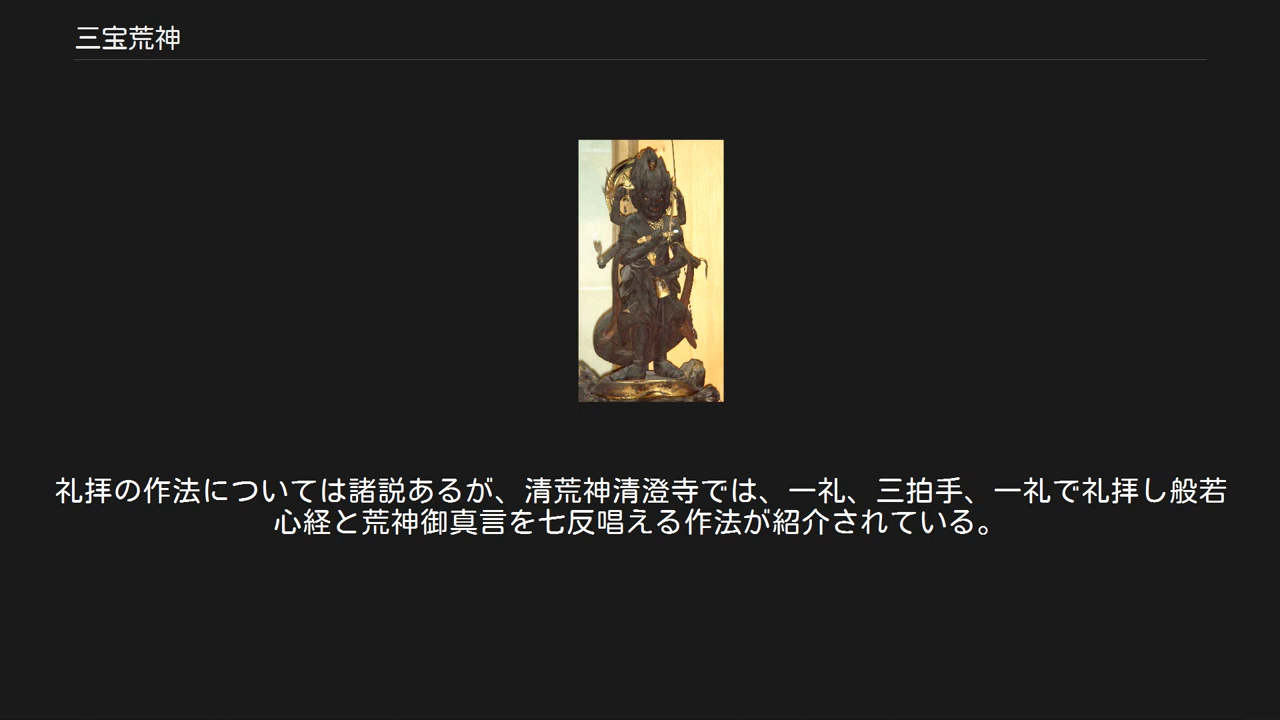 三宝荒神
礼拝の作法については諸説あるが、清荒神清澄寺では、一礼、三拍手、一礼で礼拝し般若
心経と荒神御真言を七反唱える作法が紹介されている。